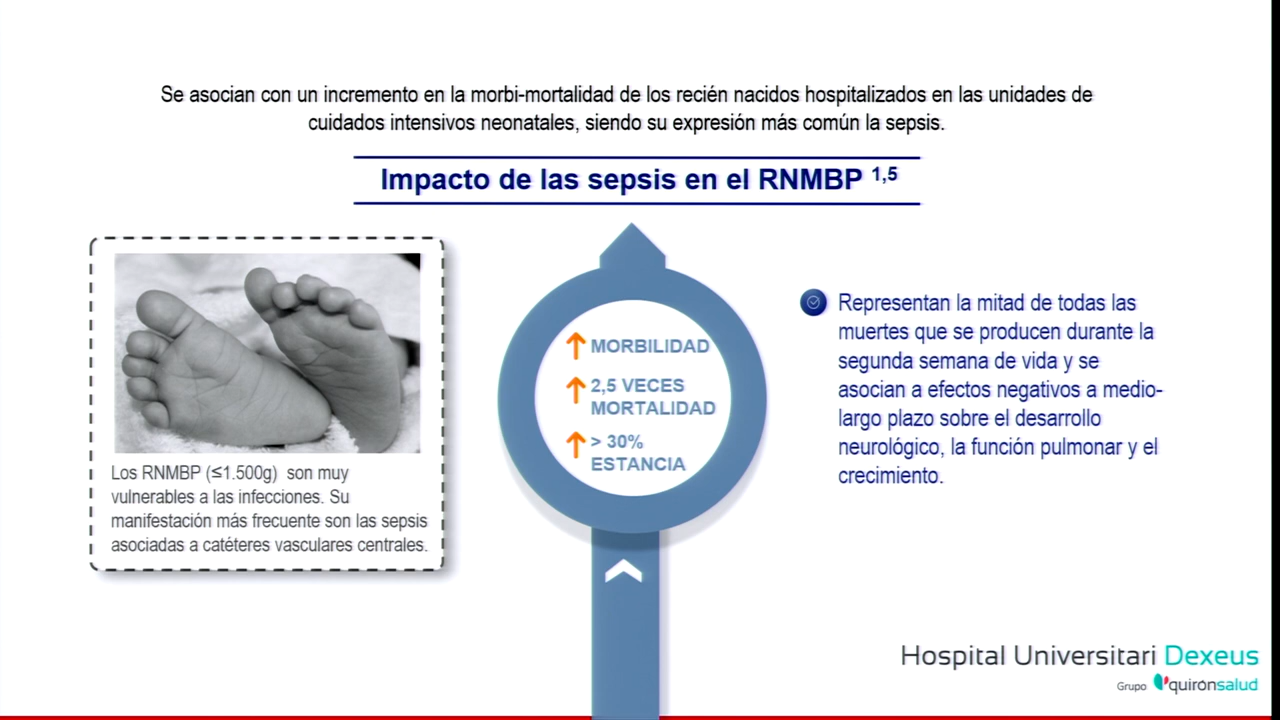 Se asocian con un incremento en la morbi-mortalidad de los recién nacidos hospitalizados en las unidades de
cuidados intensivos neonatales, siendo su expresión más común la sepsis.
Impacto de las sepsis en el RNMBP 1,5
Los RNMBP (≤1.500g) son muy
vulnerables a las infecciones. Su
manifestación más frecuente son las sepsis
asociadas a catéteres vasculares centrales.
MORBILIDAD
2,5 VECES
MORTALIDAD
> 30%
ESTANCIA
Representan la mitad de todas las
muertes que se producen durante la
segunda semana de vida y se
asocian a efectos negativos a medio-
largo plazo sobre el desarrollo
neurológico, la función pulmonar y el
crecimiento.
Hospital Universitari Dexeus
Grupo quirónsalud